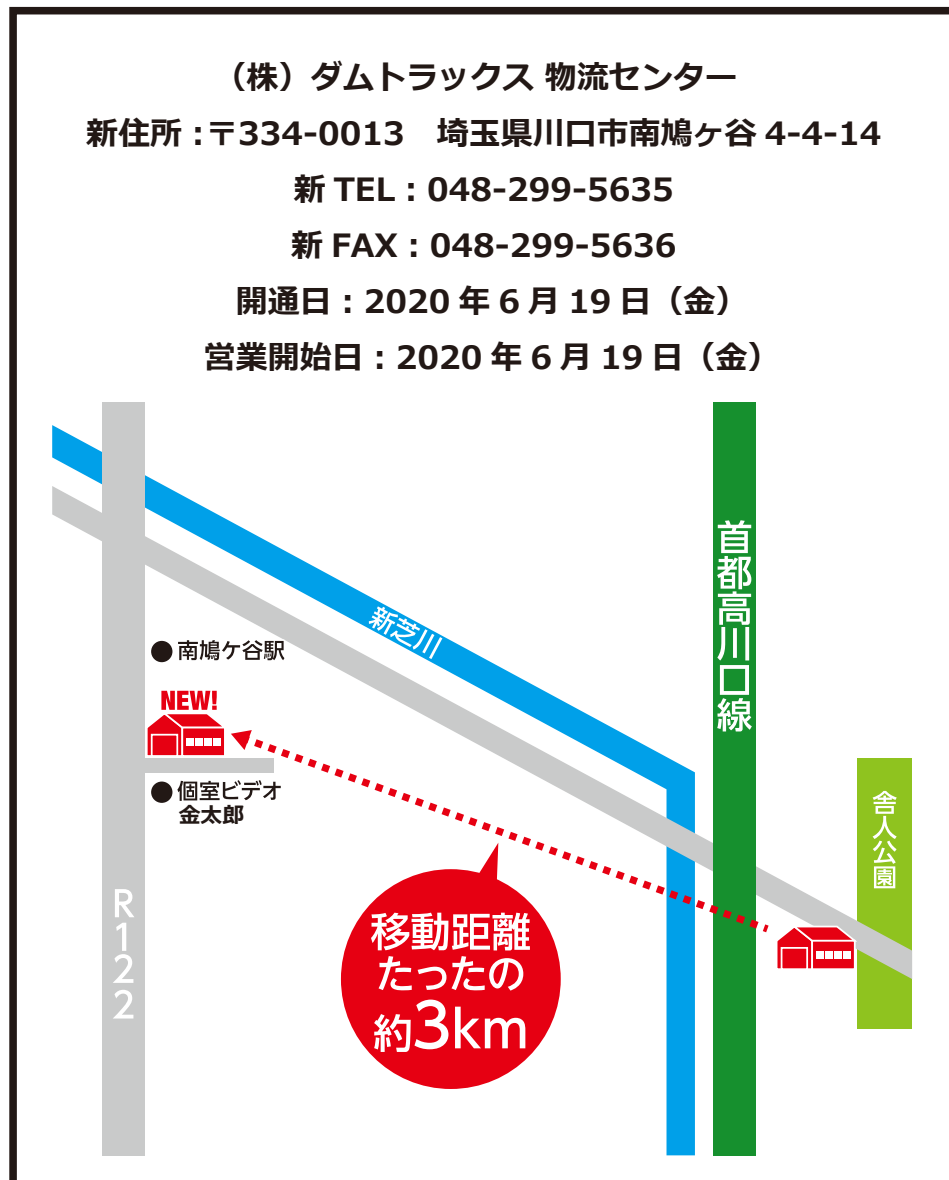 （株）ダムトラックス 物流センター
新住所：〒334-0013　埼玉県川口市南鳩ヶ谷 4-4-14
新 TEL：048-299-5635
新 FAX：048-299-5636
開通日：2020 年 6 月 19 日（金）
営業開始日：2020 年 6 月 19 日（金）
首都高川口線
新芝川
●南鳩ケ谷駅
NEW!
●個室ビデオ
金太郎
舎人公園
R122
移動距離
たったの
約3km